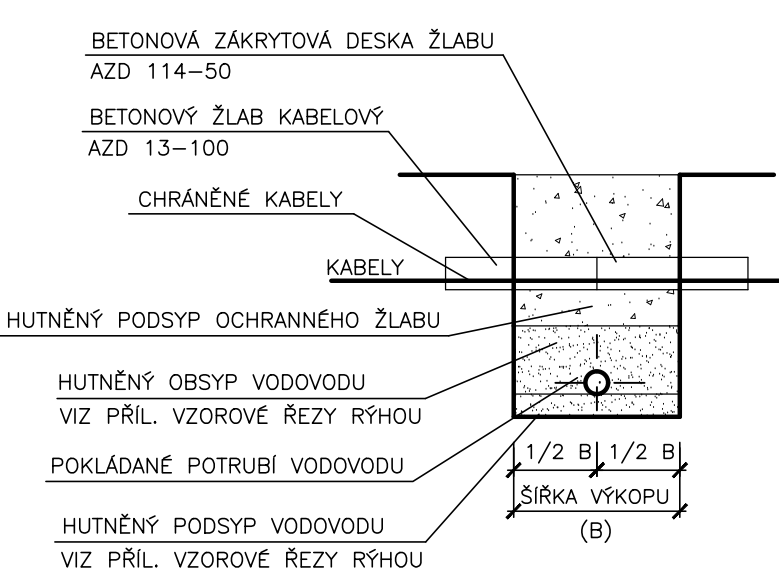 BETONOVÁ ZÁKRYTOVÁ DESKA ŽLABU
AZD 114-50
BETONOVÝ ŽLAB KABELOVÝ
AZD 13-100
CHRÁNĚNÉ KABELY
KABELY
HUTNĚNÝ PODSYP OCHRANNÉHO ŽLABU
HUTNĚNÝ OBSYP VODOVODU
VIZ PŘÍL. VZOROVÉ ŘEZY RÝHOU
POKLÁDANÉ POTRUBÍ VODOVODU
HUTNĚNÝ PODSYP VODOVODU
VIZ PŘÍL. VZOROVÉ ŘEZY RÝHOU
1/2 B 1/2 B
ŠÍŘKA VÝKOPU
(B)